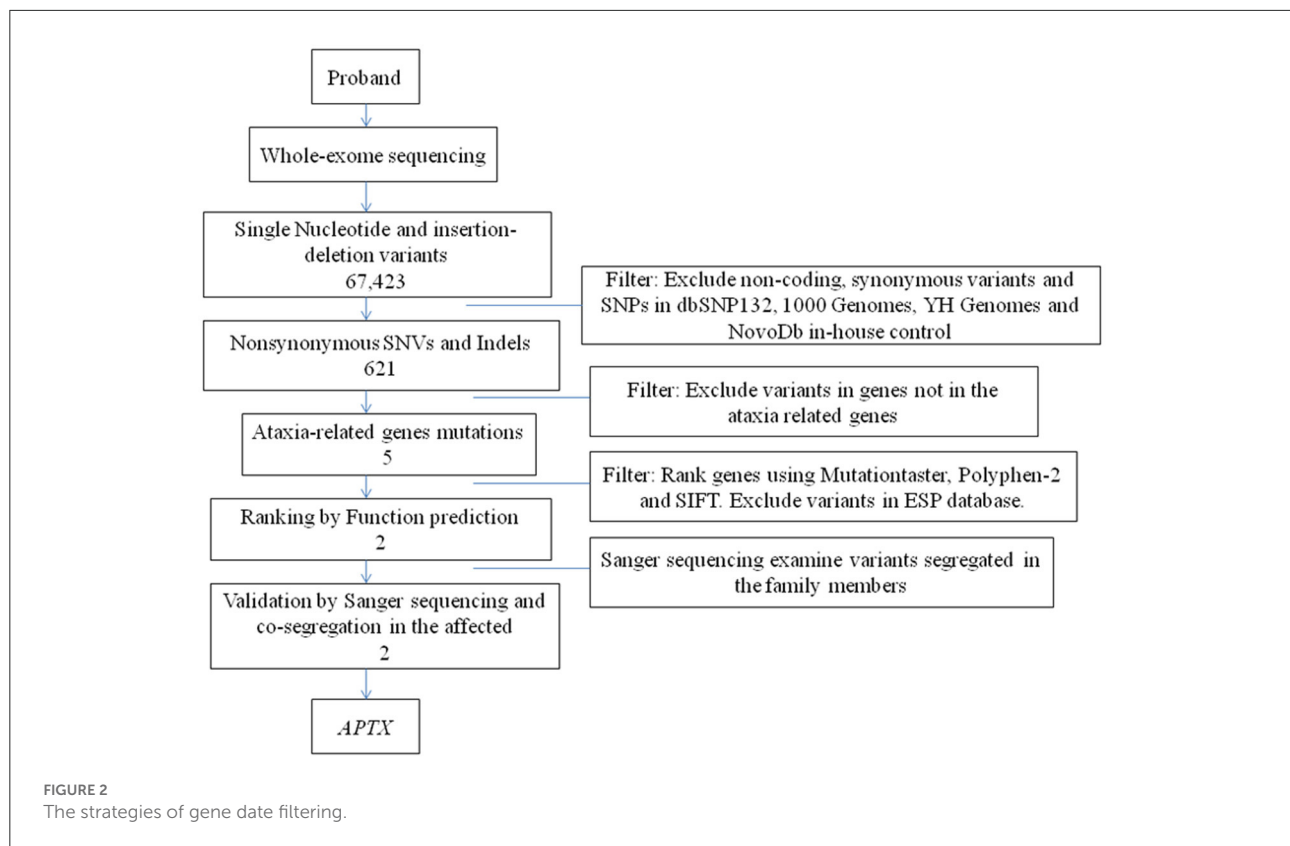 Proband
Whole-exome sequencing
Single Nucleotide and insertion-
deletion variants
67,423
Filter: Exclude non-coding, synonymous variants and
SNPs in dbSNP132, 1000 Genomes, YH Genomes and
NovoDb in-house control
Nonsynonymous SNVs and Indels
621
Filter: Exclude variants in genes not in the
ataxia related genes
Ataxia-related genes mutations
5
Filter: Rank genes using Mutationtaster, Polyphen-2
and SIFT. Exclude variants in ESP database.
Ranking by Function prediction
2
Sanger sequencing examine variants segregated in
the family members
Validation by Sanger sequencing and
co-segregation in the affected
2
APTX
FIGURE 2
The strategies of gene date filtering.